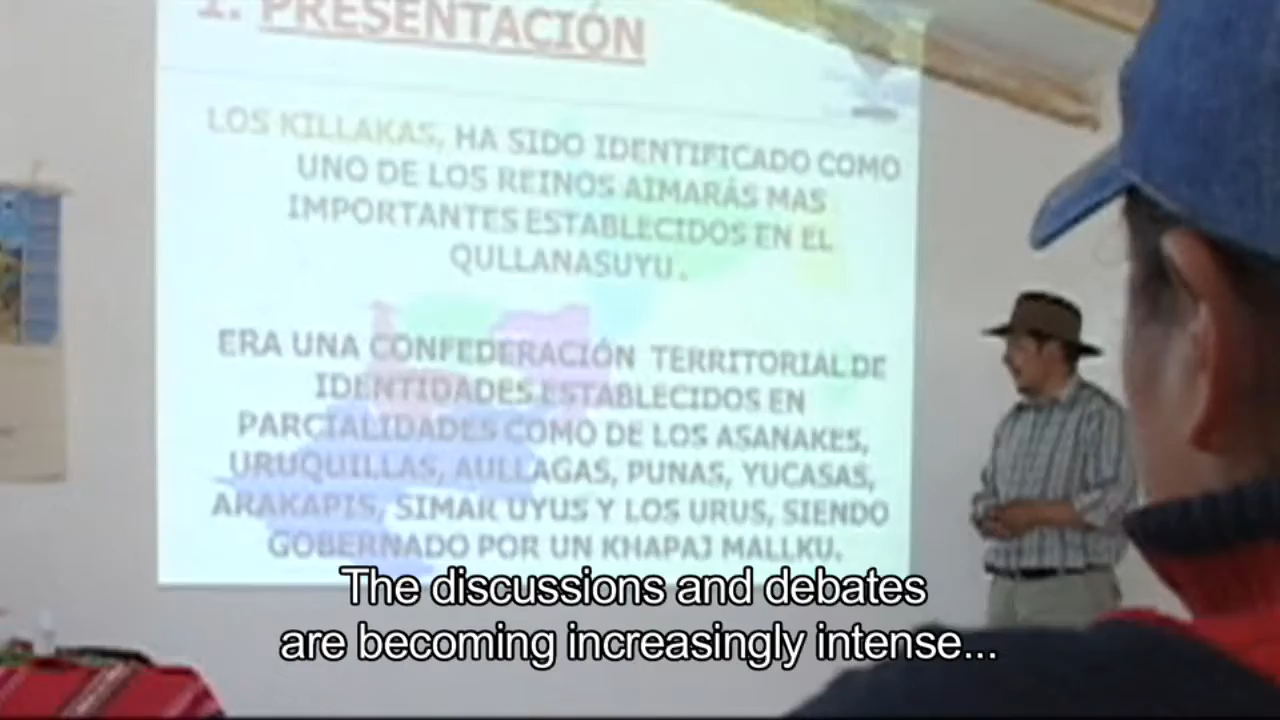 1. PRESENTACIÓN
LOS KILLAKAS, HA SIDO IDENTIFICADO COMO
UNO DE LOS REINOS AIMARÁS MAS
IMPORTANTES ESTABLECIDOS EN EL
QULLANASUYU.
ERA UNA CONFEDERACIÓN TERRITORIAL DE
IDENTIDADES ESTABLECIDOS EN
PARCIALIDADES COMO DE LOS ASANAKES,
URUQUILLAS, AULLAGAS, PUNAS, YUCASAS,
ARAKAPIS, SIMAR UYUS Y LOS URUS, SIENDO
GOBERNADO POR UN KHAPAJ MALLKU.
The discussions and debates
are becoming increasingly intense...